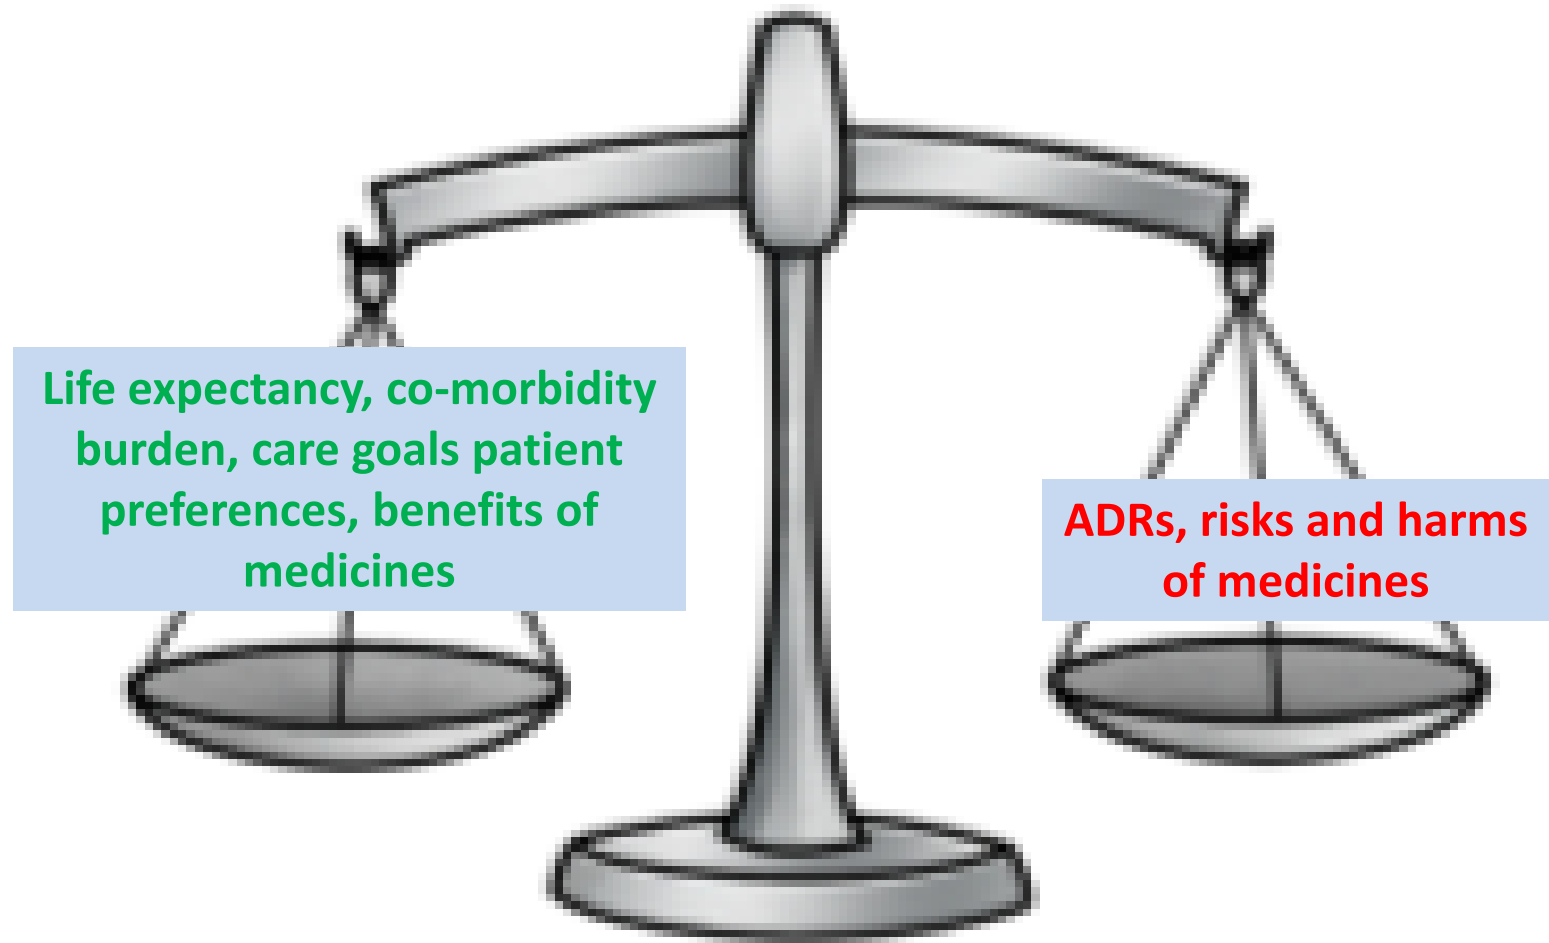 Life expectancy, co-morbidity
burden, care goals patient
preferences, benefits of
medicines
ADRs, risks and harms
of medicines